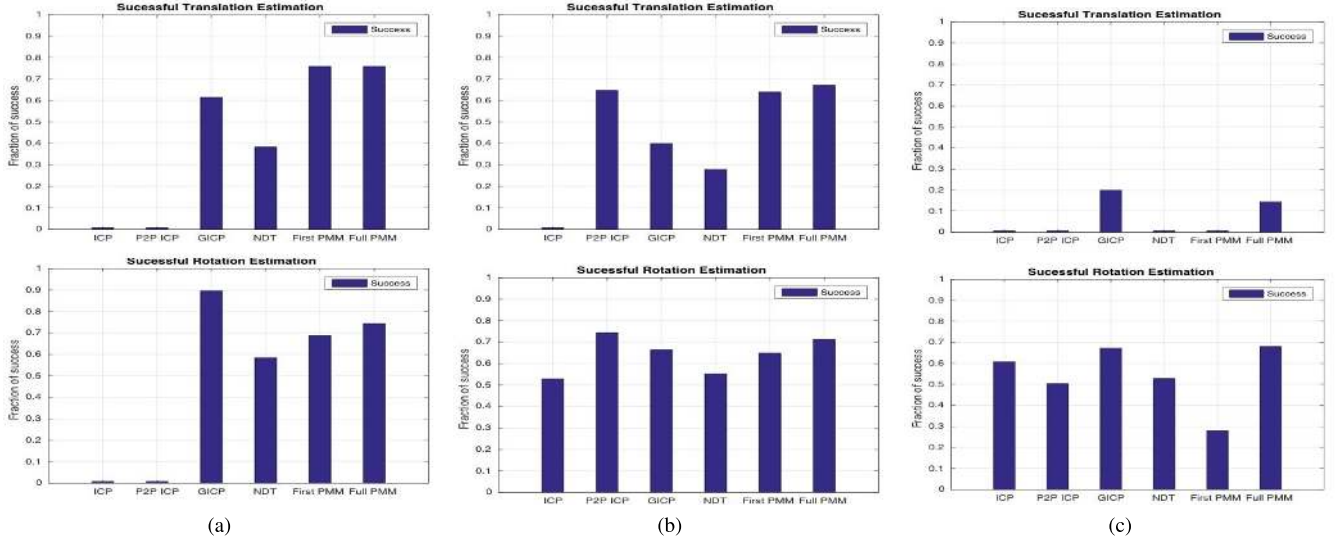 Sucessful Translation Estimation
Success
Fraction of success
1
0.9
0.8
0.7
0.6
0.5
0.4
0.3
0.2
0.1
0
ICP P2P ICP GICP NDT First PMM Full PMM
Sucessful Rotation Estimation
Success
Fraction of success
1
0.9
0.8
0.7
0.6
0.5
0.4
0.3
0.2
0.1
0
ICP P2P ICP GICP NDT First PMM Full PMM
(a)
Sucessful Translation Estimation
Success
Fraction of success
1
0.9
0.8
0.7
0.6
0.5
0.4
0.3
0.2
0.1
0
ICP P2P ICP GICP NDT First PMM Full PMM
Sucessful Rotation Estimation
Success
Fraction of success
1
0.9
0.8
0.7
0.6
0.5
0.4
0.3
0.2
0.1
0
ICP P2P ICP GICP NDT First PMM Full PMM
(b)
Sucessful Translation Estimation
Success
Fraction of success
1
0.9
0.8
0.7
0.6
0.5
0.4
0.3
0.2
0.1
0
ICP P2P ICP GICP NDT First PMM Full PMM
Sucessful Rotation Estimation
Success
Fraction of success
1
0.9
0.8
0.7
0.6
0.5
0.4
0.3
0.2
0.1
0
ICP P2P ICP GICP NDT First PMM Full PMM
(c)